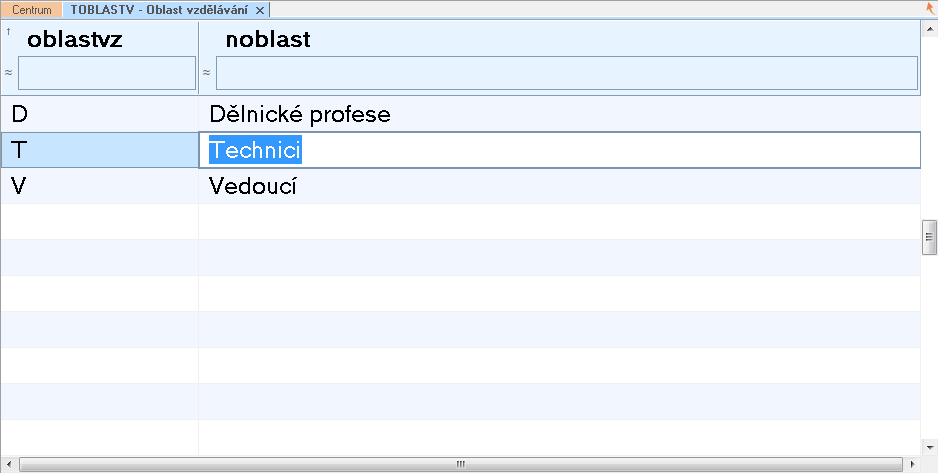 Centrum TOBLASTV - Oblast vzdělávání
oblastvz noblast
D Dělnické profese
T Technici
V Vedoucí